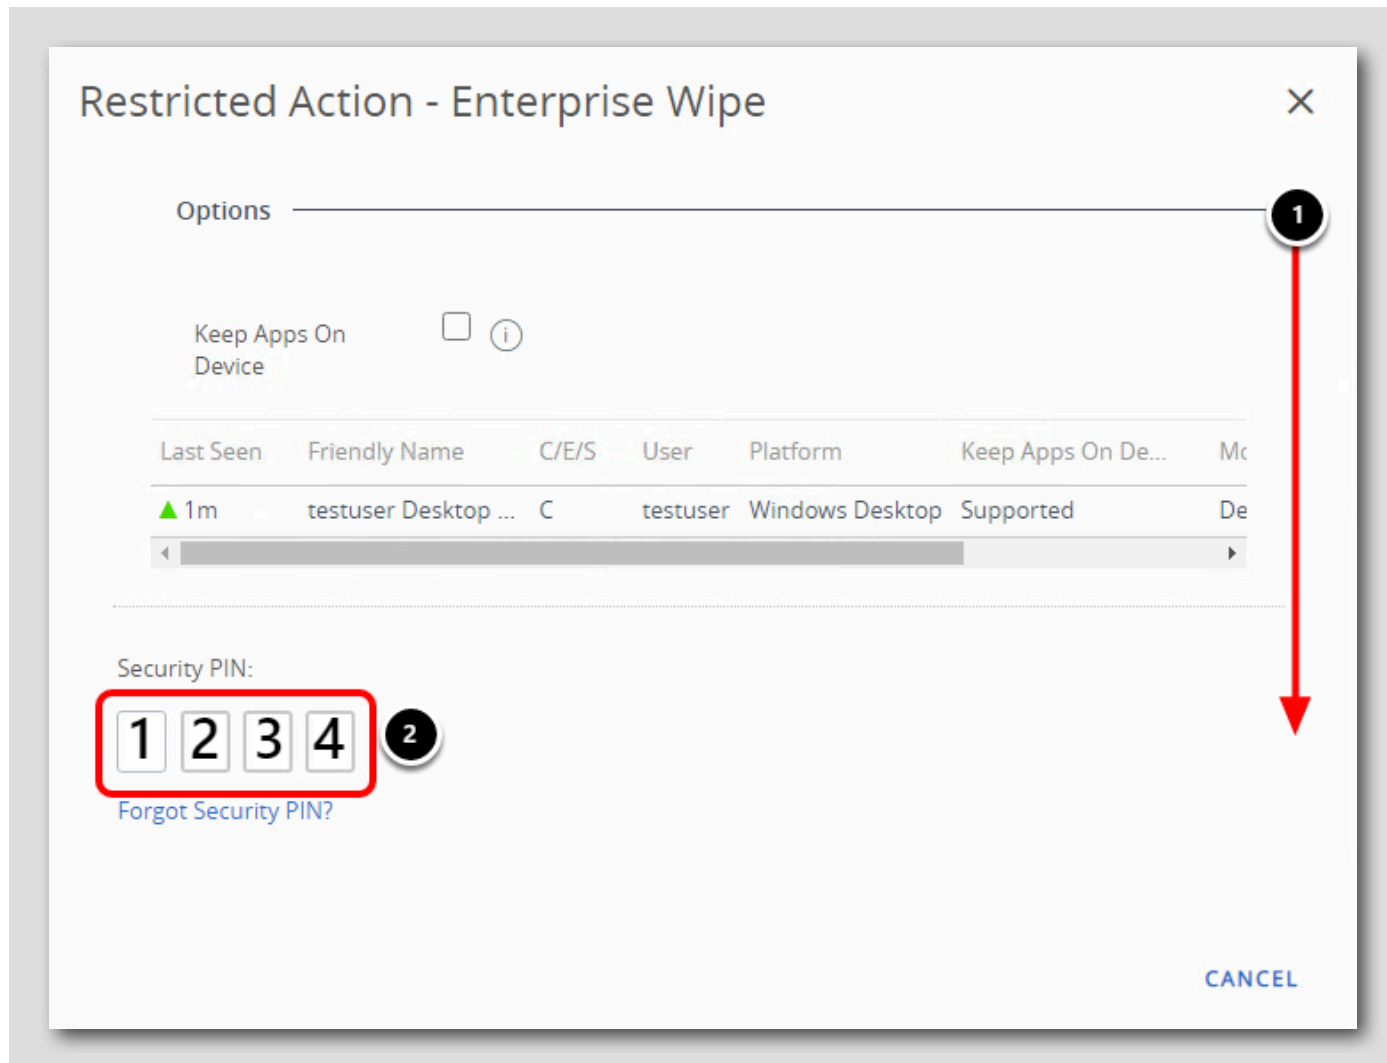 Restricted Action - Enterprise Wipe
Options
1
Keep Apps On
Device
Last Seen Friendly Name C/E/S User Platform Keep Apps On De... Mc
1m testuser Desktop ... C testuser Windows Desktop Supported De
Security PIN:
1 2 3 4
2
Forgot Security PIN?
CANCEL